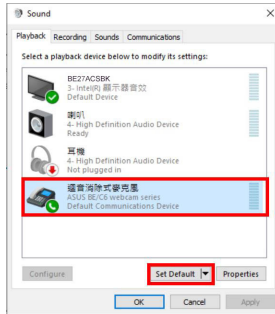 Sound
Playback Recording Sounds Communications
Select a playback device below to modify its settings:
BE27ACSBK
3- Intel(R) 顯示器音效
Default Device
喇叭
4- High Definition Audio Device
Ready
耳機
4- High Definition Audio Device
Not plugged in
迴音消除式麥克風
ASUS BE/C6 webcam series
Default Communications Device
Configure Set Default Properties
OK Cancel Apply